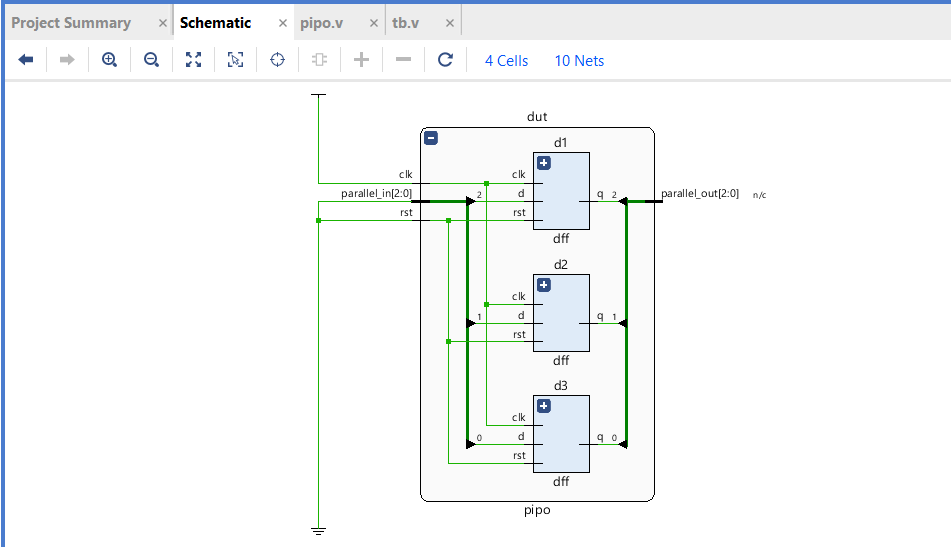 Project Summary × Schematic × pipo.v × tb.v ×
4 Cells 10 Nets
dut
d1
clk clk
parallel_in[2:0] 2 d q 2 parallel_out[2:0] n/c
rst rst
dff
d2
clk
1 d q 1
rst
dff
d3
clk
0 d q 0
rst
dff
pipo